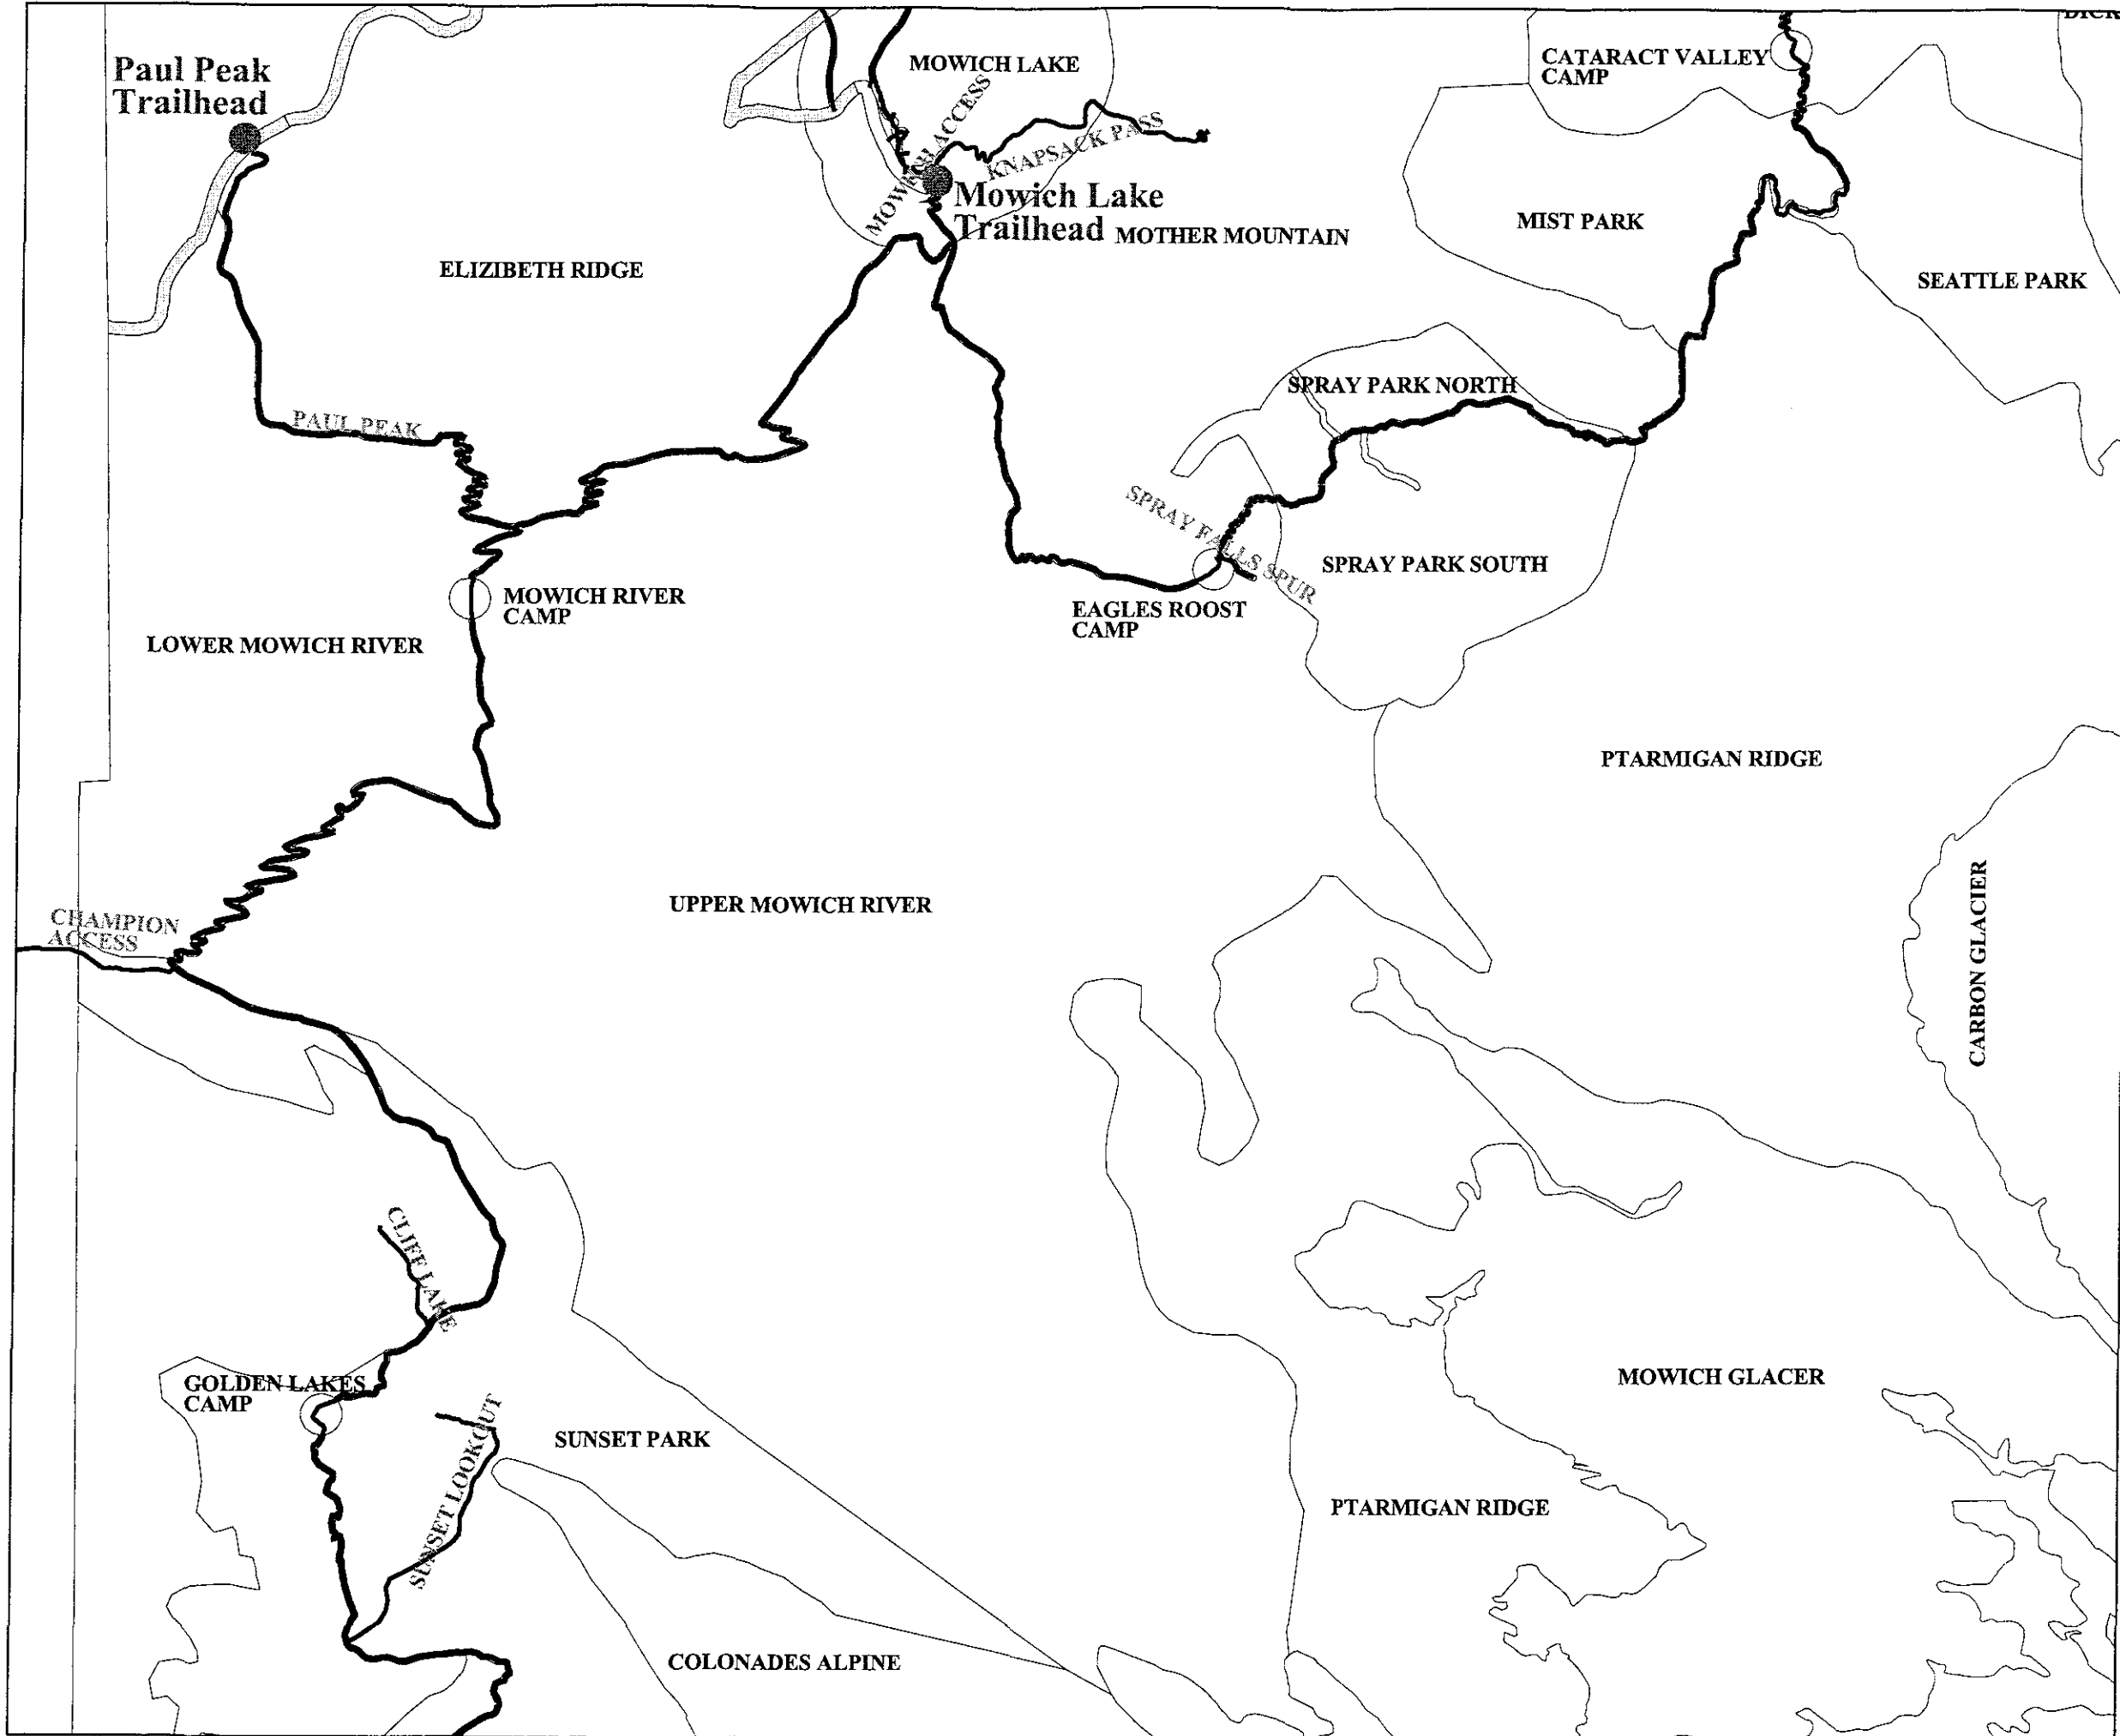 Paul Peak
Trailhead
MOWICH LAKE
CATARACT VALLEY
CAMP
MOWICH ACCESS
KNAPSACK PASS
Mowich Lake
Trailhead
MOTHER MOUNTAIN
MIST PARK
ELIZIBETH RIDGE
SEATTLE PARK
SPRAY PARK NORTH
PAUL PEAK
SPRAY FALLS SPUR
SPRAY PARK SOUTH
MOWICH RIVER
CAMP
EAGLES ROOST
CAMP
LOWER MOWICH RIVER
PTARMIGAN RIDGE
UPPER MOWICH RIVER
CARBON GLACIER
CHAMPION
ACCESS
CLIFF LAKE
GOLDEN LAKES
CAMP
MOWICH GLACER
SUNSET LOOKOUT
SUNSET PARK
PTARMIGAN RIDGE
COLONADES ALPINE